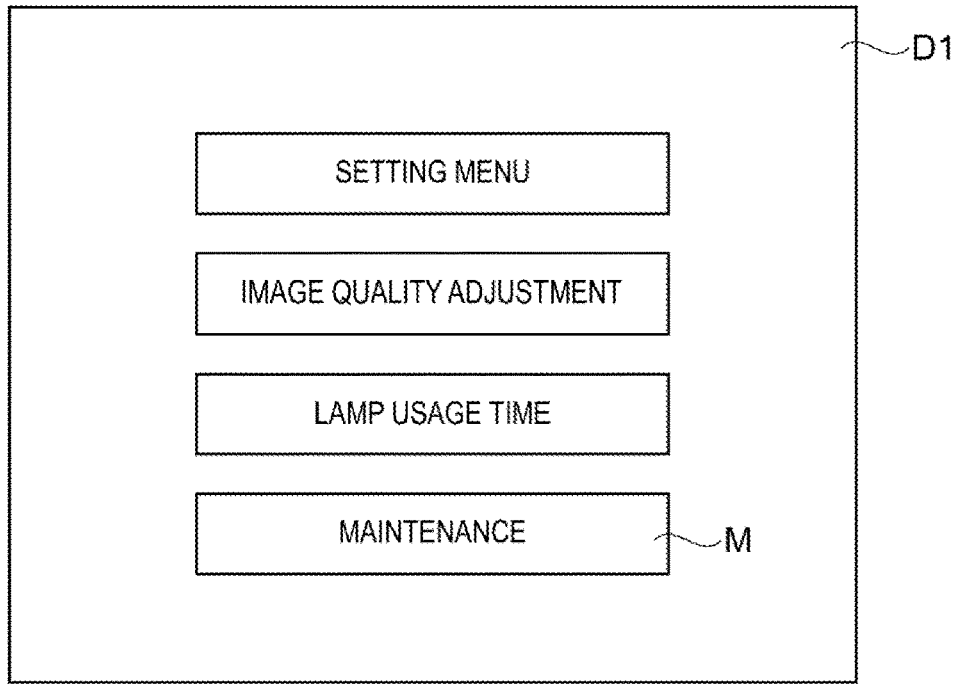 D1
SETTING MENU
IMAGE QUALITY ADJUSTMENT
LAMP USAGE TIME
MAINTENANCE
M